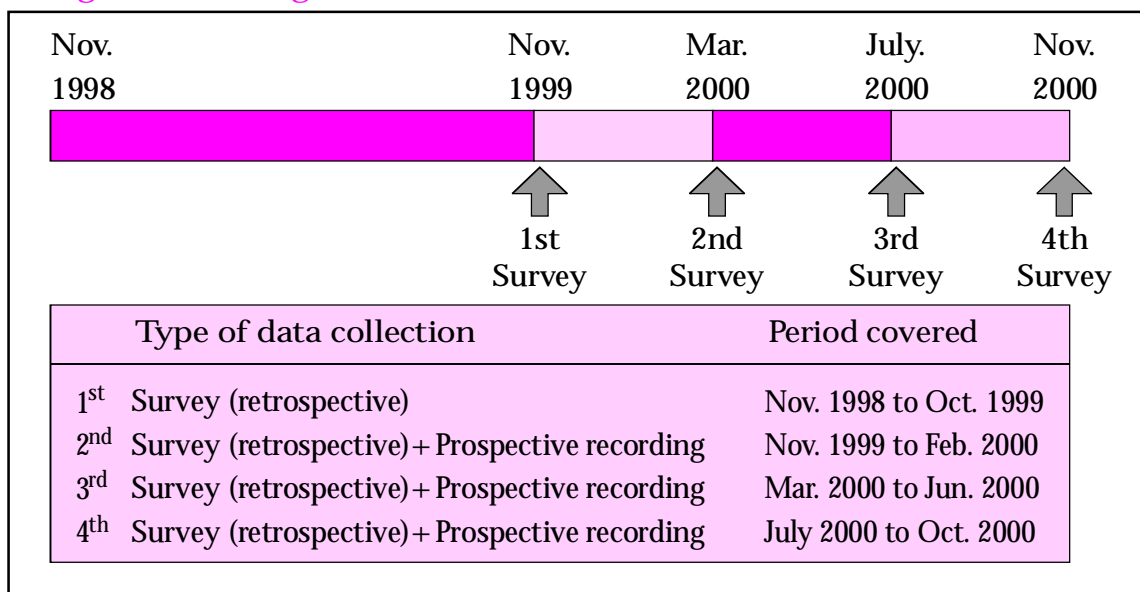 Nov. Nov. Mar. July. Nov.
1998 1999 2000 2000 2000
1st 2nd 3rd 4th
Survey Survey Survey Survey
Type of data collection Period covered
1st Survey (retrospective) Nov. 1998 to Oct. 1999
2nd Survey (retrospective) + Prospective recording Nov. 1999 to Feb. 2000
3rd Survey (retrospective) + Prospective recording Mar. 2000 to Jun. 2000
4th Survey (retrospective) + Prospective recording July 2000 to Oct. 2000